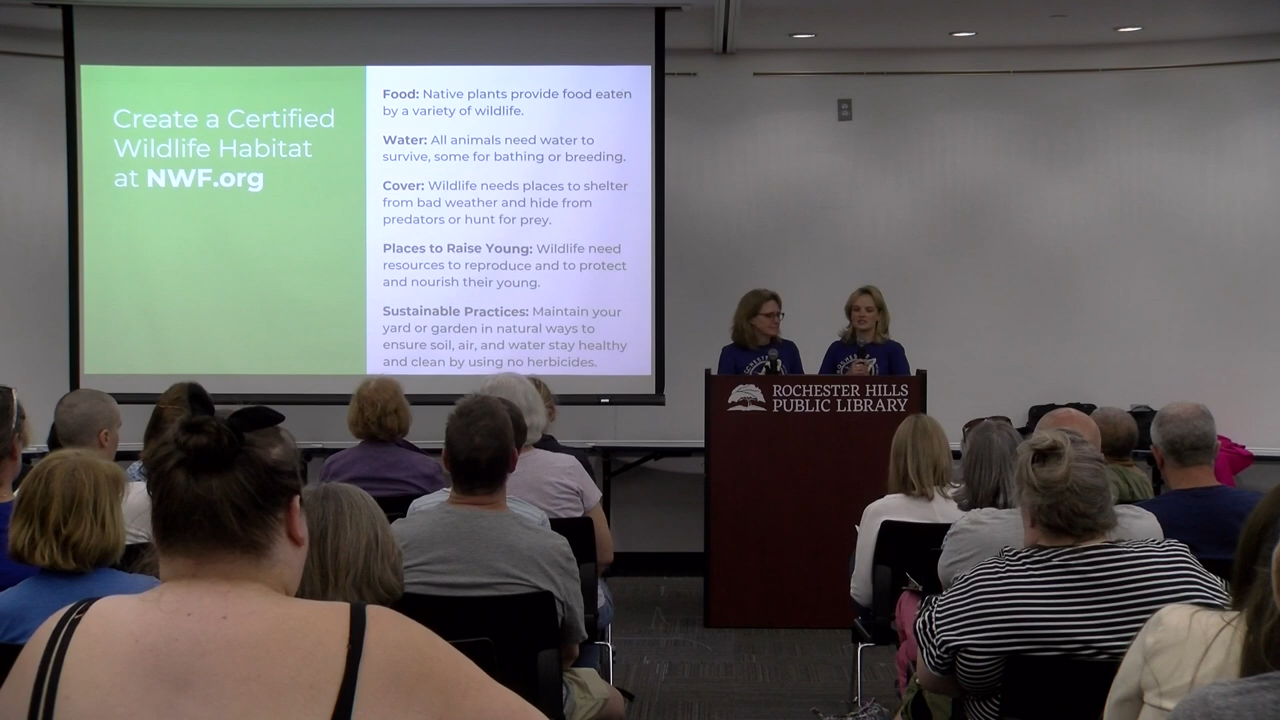 Create a Certified
Wildlife Habitat
at NWF.org
Food: Native plants provide food eaten
by a variety of wildlife.
Water: All animals need water to
survive, some for bathing or breeding.
Cover: Wildlife needs places to shelter
from bad weather and hide from
predators or hunt for prey.
Places to Raise Young: Wildlife need
resources to reproduce and to protect
and nourish their young.
Sustainable Practices: Maintain your
yard or garden in natural ways to
ensure soil, air, and water stay healthy
and clean by using no herbicides.
ROCHESTER HILLS
PUBLIC LIBRARY